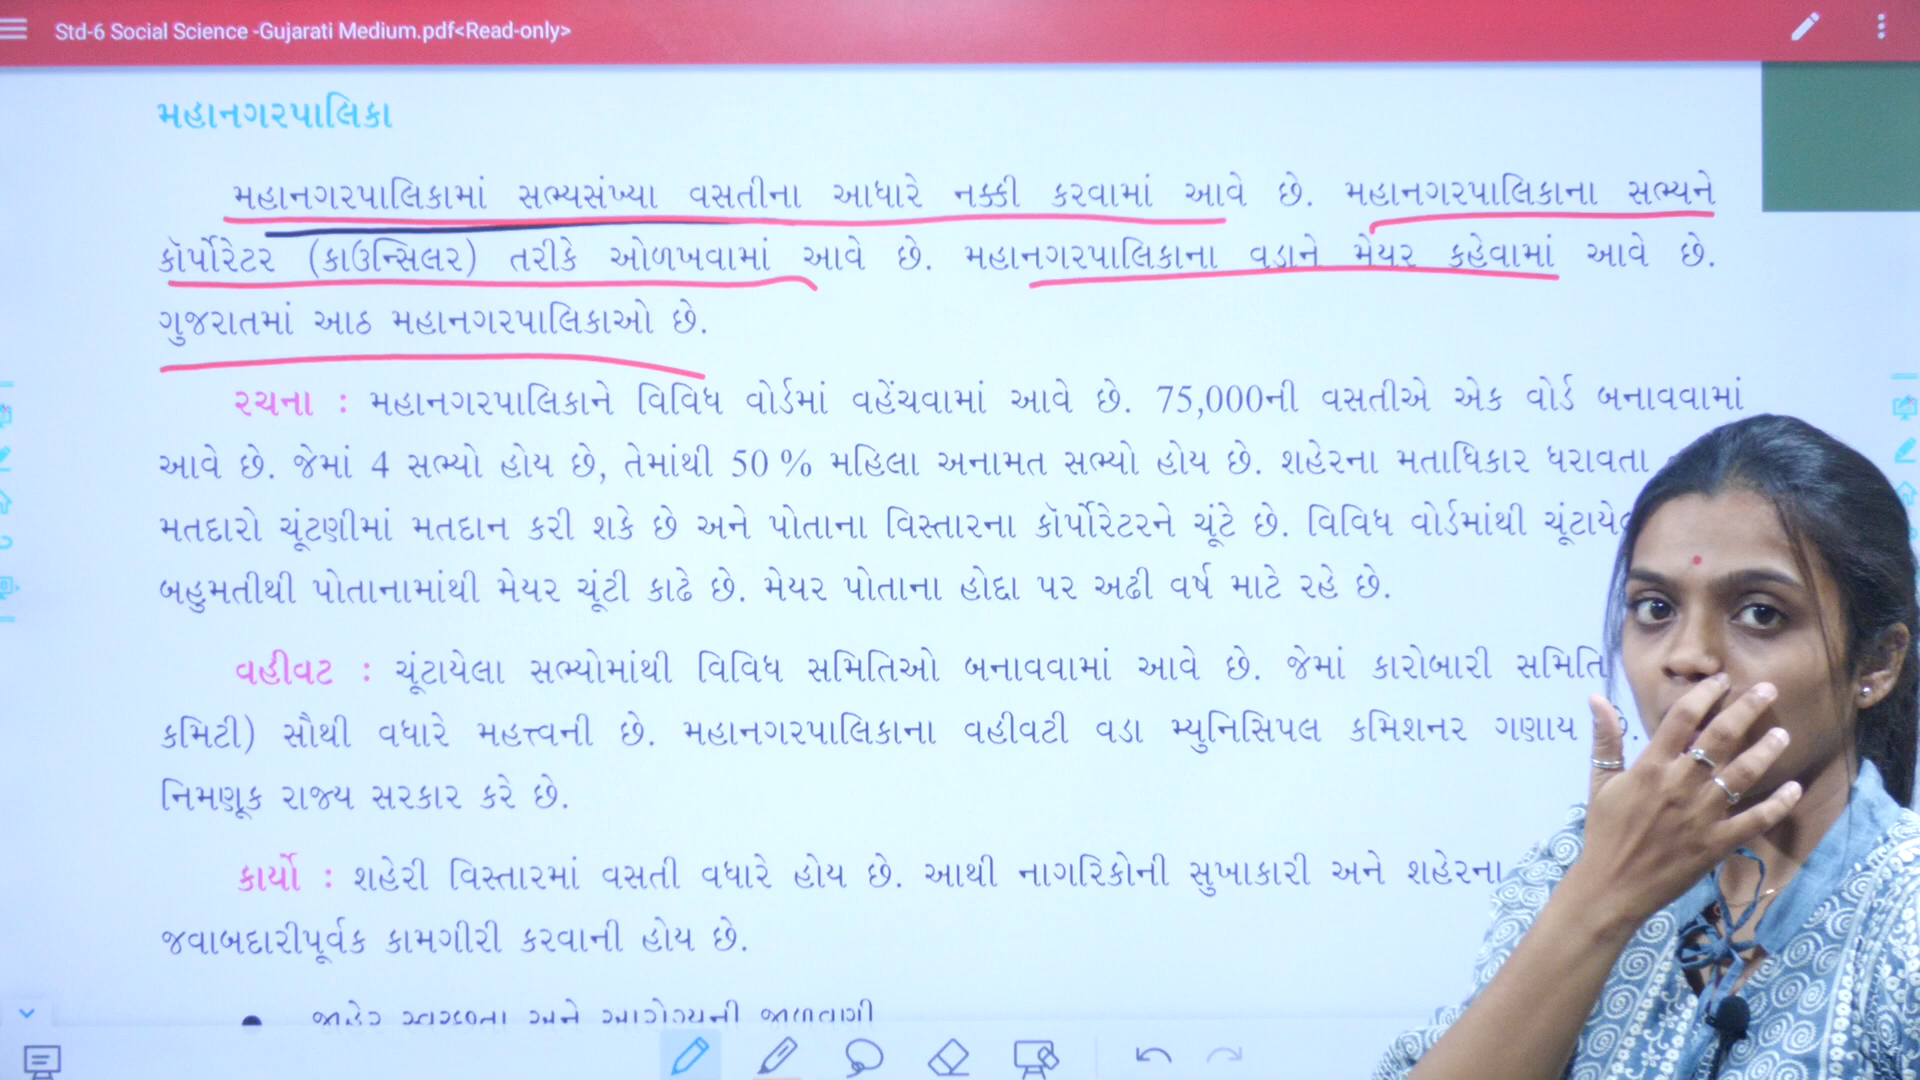 Std-6 Social Science -Gujarati Medium.pdf<Read-only>
મહાનગરપાલિકા
મહાનગરપાલિકામાં સભ્યસંખ્યા વસતીના આધારે નક્કી કરવામાં આવે છે. મહાનગરપાલિકાના સભ્યને
કૉર્પોરેટર (કાઉન્સિલર) તરીકે ઓળખવામાં આવે છે. મહાનગરપાલિકાના વડાને મેયર કહેવામાં આવે છે.
ગુજરાતમાં આઠ મહાનગરપાલિકાઓ છે.
રચના : મહાનગરપાલિકાને વિવિધ વોર્ડમાં વહેંચવામાં આવે છે. 75,000ની વસતીએ એક વોર્ડ બનાવવામાં
આવે છે. જેમાં 4 સભ્યો હોય છે, તેમાંથી 50 % મહિલા અનામત સભ્યો હોય છે. શહેરના મતાધિકાર ધરાવતા
મતદારો ચૂંટણીમાં મતદાન કરી શકે છે અને પોતાના વિસ્તારના કૉર્પોરેટરને ચૂંટે છે. વિવિધ વોર્ડમાંથી
બહુમતીથી પોતાનામાંથી મેયર ચૂંટી કાઢે છે. મેયર પોતાના હોદ્દા પર અઢી વર્ષ માટે રહે છે.
વહીવટ : ચૂંટાયેલા સભ્યોમાંથી વિવિધ સમિતિઓ બનાવવામાં આવે છે. જેમાં કારોબારી સમિતિ
કમિટી) સૌથી વધારે મહત્ત્વની છે. મહાનગરપાલિકાના વહીવટી વડા મ્યુનિસિપલ કમિશનર ગણાય છે.
નિમણૂક રાજ્ય સરકાર કરે છે.
કાર્યો : શહેરી વિસ્તારમાં વસતી વધારે હોય છે. આથી નાગરિકોની સુખાકારી અને શહેરના
જવાબદારીપૂર્વક કામગીરી કરવાની હોય છે.
• જાહેર સ્વચ્છતા અને આરોગ્યની જાળવણી